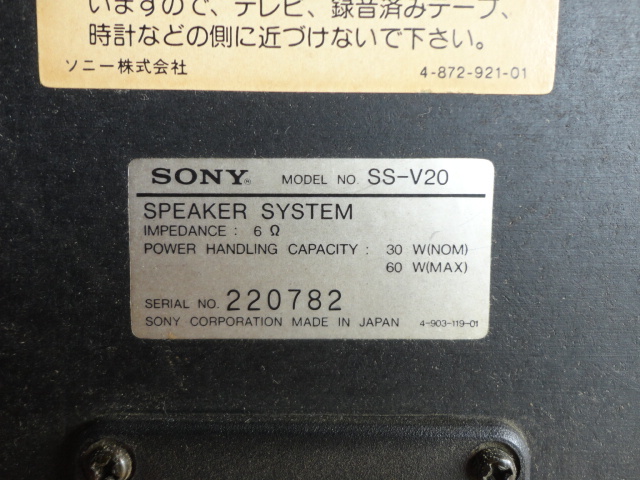 いますので、テレビ、録音済みテープ、
時計などの側に近づけないで下さい。
ソニー株式会社 4-872-921-01
SONY® MODEL NO. SS-V20
SPEAKER SYSTEM
IMPEDANCE : 6 Ω
POWER HANDLING CAPACITY : 30 W(NOM)
60 W(MAX)
SERIAL NO. 220782
SONY CORPORATION MADE IN JAPAN 4-903-119-01